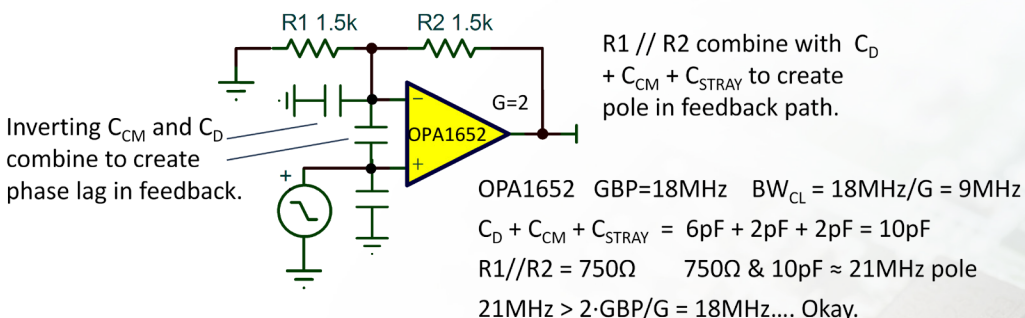 R1 1.5k
R2 1.5k
R1 // R2 combine with C_D
+ C_CM + C_STRAY to create
pole in feedback path.
G=2
−
OPA1652
+
Inverting C_CM and C_D
combine to create
phase lag in feedback.
+
OPA1652 GBP=18MHz BW_CL = 18MHz/G = 9MHz
C_D + C_CM + C_STRAY = 6pF + 2pF + 2pF = 10pF
R1//R2 = 750Ω 750Ω & 10pF ≈ 21MHz pole
21MHz > 2·GBP/G = 18MHz.... Okay.